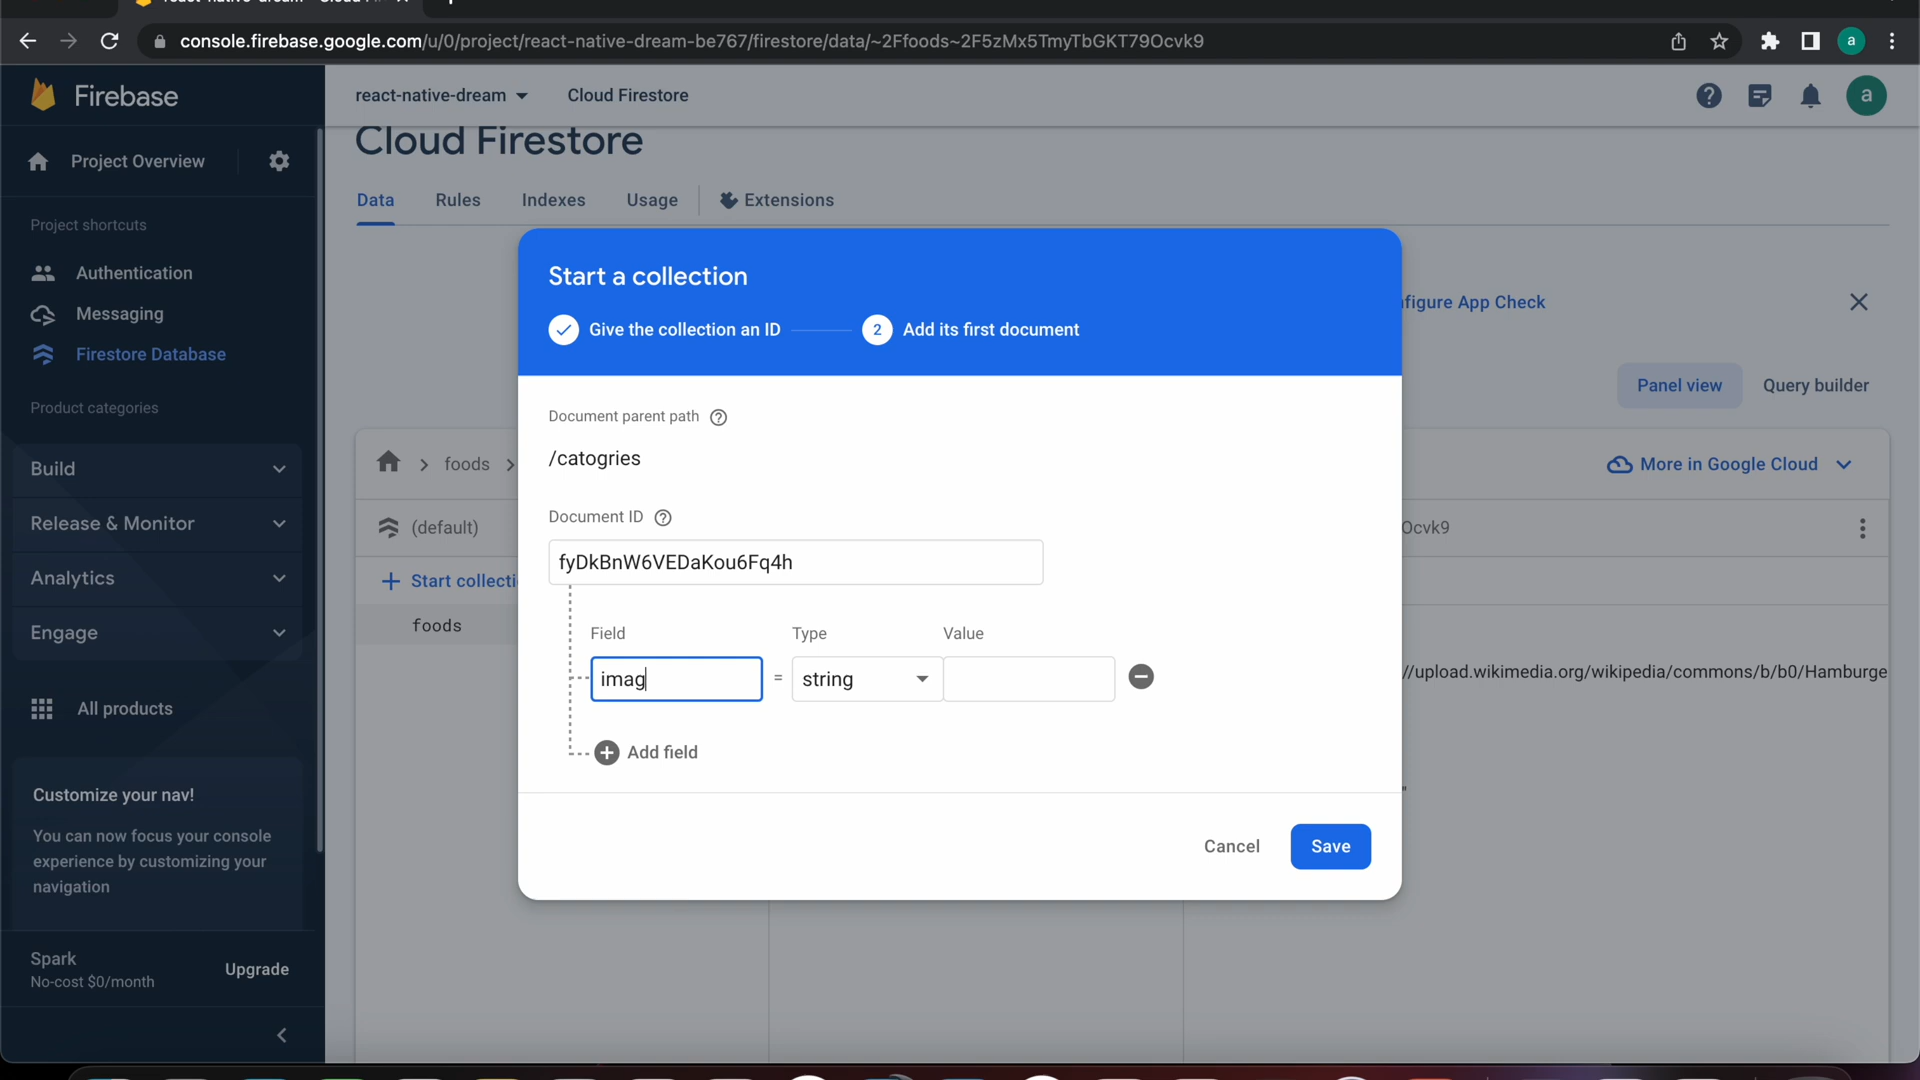 console.firebase.google.com/u/0/project/react-native-dream-be767/firestore/data/~2Ffoods~2F5zMx5TmyTbGKT79Ocvk9
a
Firebase
react-native-dream
Cloud Firestore
a
Project Overview
Cloud Firestore
Data
Rules
Indexes
Usage
Extensions
Project shortcuts
Authentication
Messaging
Firestore Database
Product categories
Build
Release & Monitor
Analytics
Engage
All products
Customize your nav!
You can now focus your console
experience by customizing your
navigation
Spark
No-cost $0/month
Upgrade
Start a collection
Give the collection an ID
2
Add its first document
Document parent path
/catogries
Document ID
fyDkBnW6VEDaKou6Fq4h
Field
Type
Value
imag
=
string
Add field
Cancel
Save
figure App Check
Panel view
Query builder
foods
More in Google Cloud
(default)
Ocvk9
Start collecti
foods
//upload.wikimedia.org/wikipedia/commons/b/b0/Hamburge
"